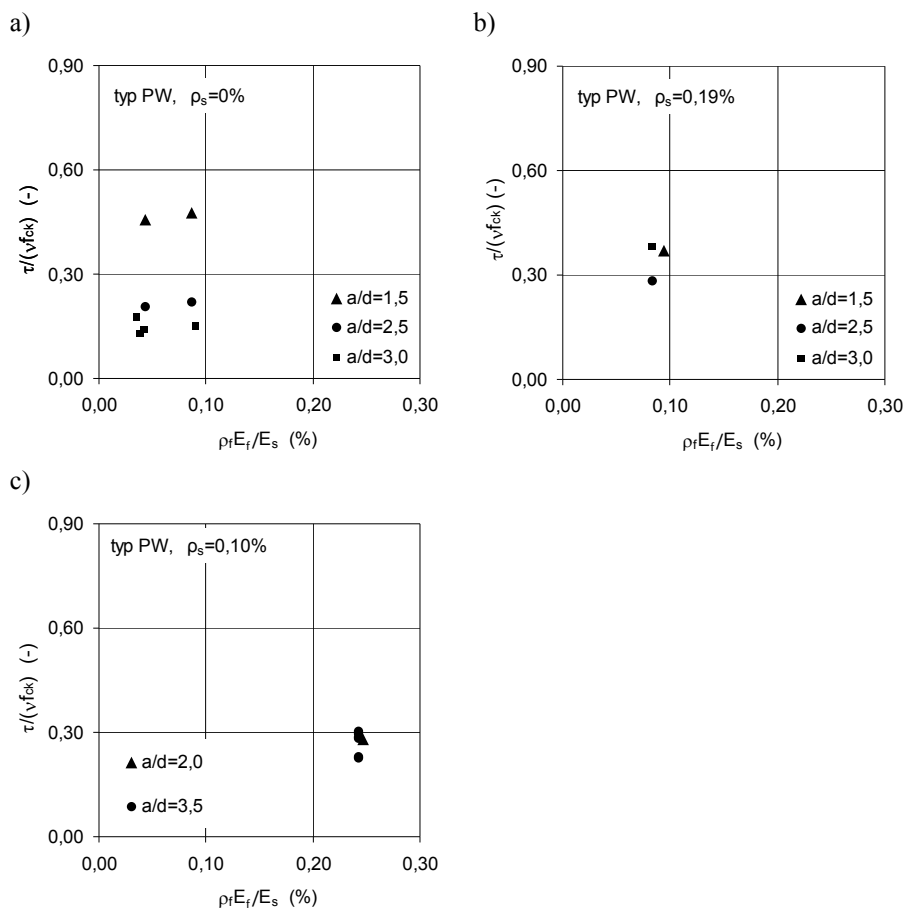 a)
0,90
typ PW, ρs=0%
0,60
τ/(νfck) (-)
0,30
a/d=1,5
a/d=2,5
a/d=3,0
0,00
0,00 0,10 0,20 0,30
ρfEf/Es (%)
b)
0,90
typ PW, ρs=0,19%
0,60
τ/(νfck) (-)
0,30
a/d=1,5
a/d=2,5
a/d=3,0
0,00
0,00 0,10 0,20 0,30
ρfEf/Es (%)
c)
0,90
typ PW, ρs=0,10%
0,60
τ/(νfck) (-)
0,30
a/d=2,0
a/d=3,5
0,00
0,00 0,10 0,20 0,30
ρfEf/Es (%)